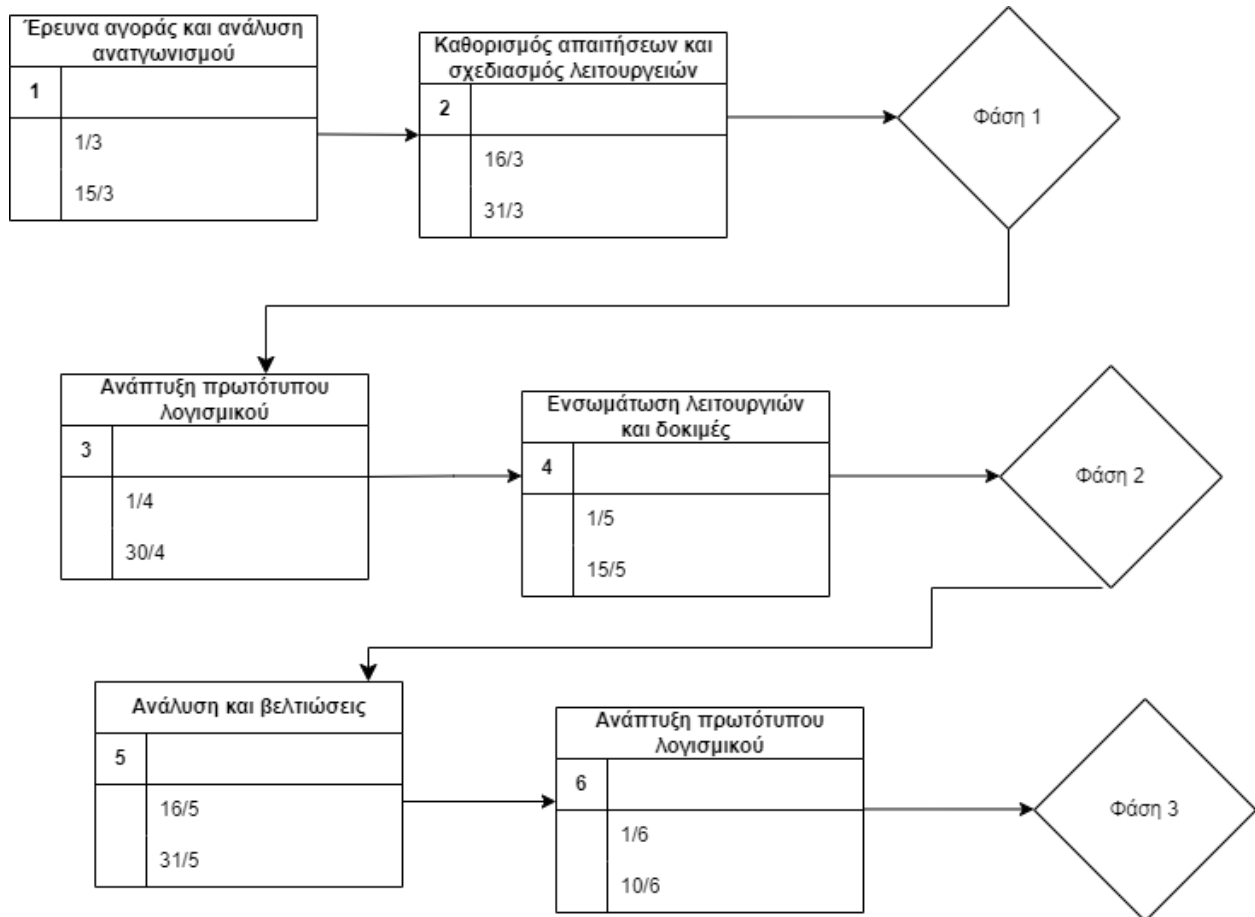 Έρευνα αγοράς και ανάλυση
ανατγωνισμού
1
1/3
15/3
Καθορισμός απαιτήσεων και
σχεδιασμός λειτουργειών
2
16/3
31/3
Φάση 1
Ανάπτυξη πρωτότυπου
λογισμικού
3
1/4
30/4
Ενσωμάτωση λειτουργιών
και δοκιμές
4
1/5
15/5
Φάση 2
Ανάλυση και βελτιώσεις
5
16/5
31/5
Ανάπτυξη πρωτότυπου
λογισμικού
6
1/6
10/6
Φάση 3